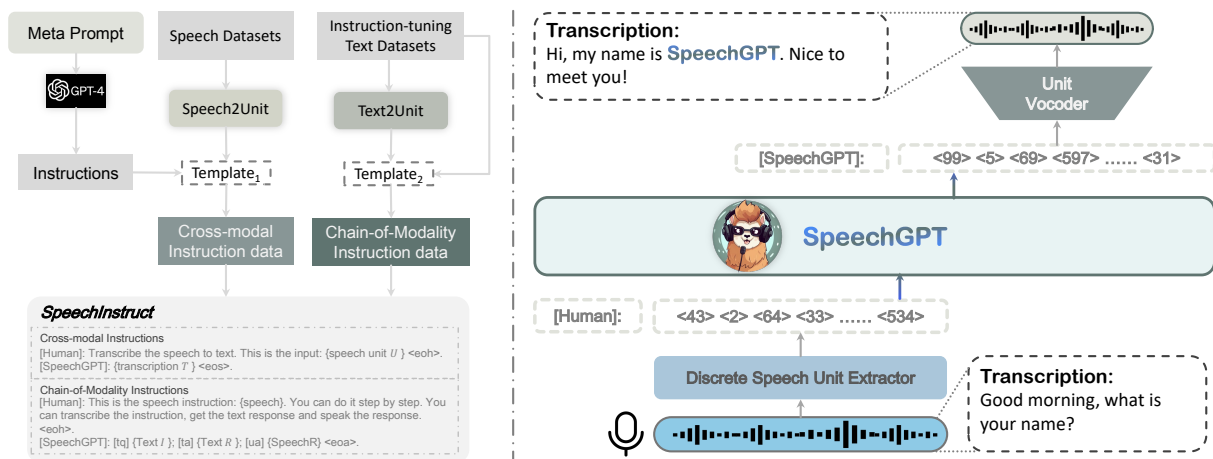 Meta Prompt
GPT-4
Instructions
Speech Datasets
Speech2Unit
Template1
Cross-modal
Instruction data
Instruction-tuning
Text Datasets
Text2Unit
Template2
Chain-of-Modality
Instruction data
SpeechInstruct
Cross-modal Instructions
[Human]: Transcribe the speech to text. This is the input: {speech unit U } <eoh>.
[SpeechGPT]: {transcription T } <eos>.
Chain-of-Modality Instructions
[Human]: This is the speech instruction: {speech}. You can do it step by step. You
can transcribe the instruction, get the text response and speak the response.
<eoh>.
[SpeechGPT]: [tq] {Text I }; [ta] {Text R }; [ua] {SpeechR} <eoa>.
Transcription:
Hi, my name is SpeechGPT. Nice to
meet you!
Unit
Vocoder
[SpeechGPT]: <99> <5> <69> <597> ...... <31>
SpeechGPT
[Human]: <43> <2> <64> <33> ...... <534>
Discrete Speech Unit Extractor
Transcription:
Good morning, what is
your name?